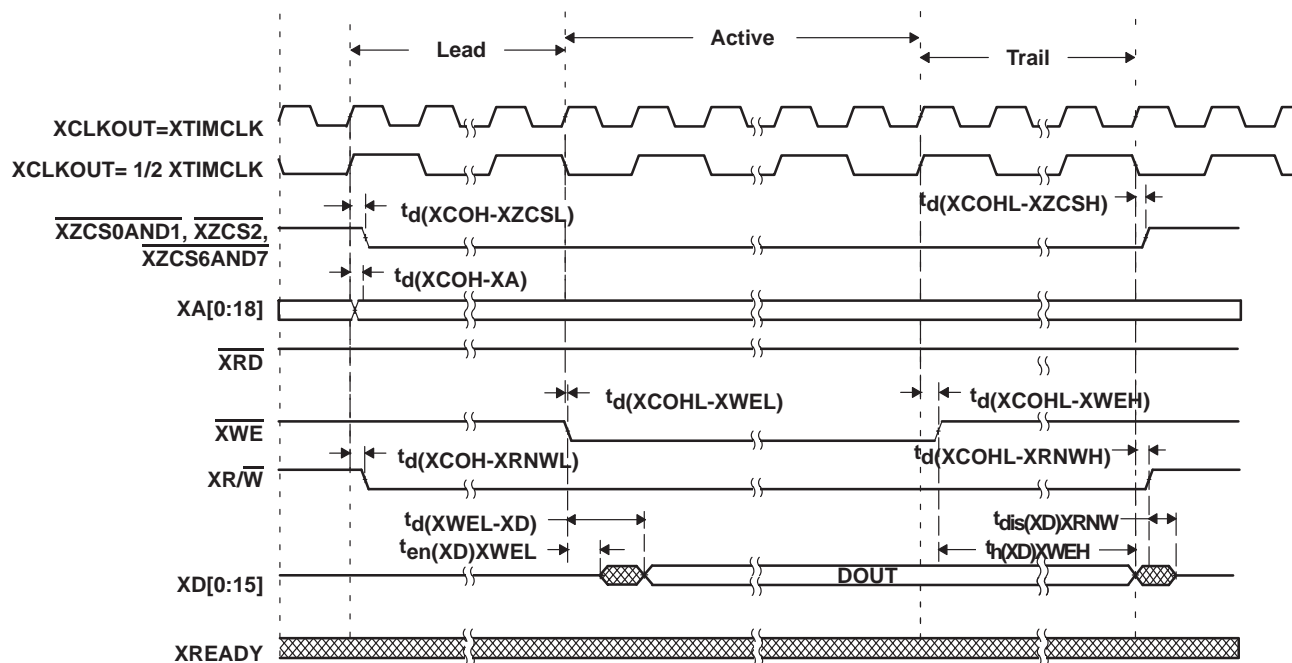 Lead
Active
Trail
XCLKOUT=XTIMCLK
XCLKOUT= 1/2 XTIMCLK
td(XCOH-XZCSL)
td(XCOHL-XZCSH)
XZCS0AND1, XZCS2,
XZCS6AND7
td(XCOH-XA)
XA[0:18]
XRD
td(XCOHL-XWEL)
td(XCOHL-XWEH)
XWE
td(XCOH-XRNWL)
td(XCOHL-XRNWH)
XR/W
td(XWEL-XD)
tdis(XD)XRNW
ten(XD)XWEL
th(XD)XWEH
XD[0:15]
DOUT
XREADY